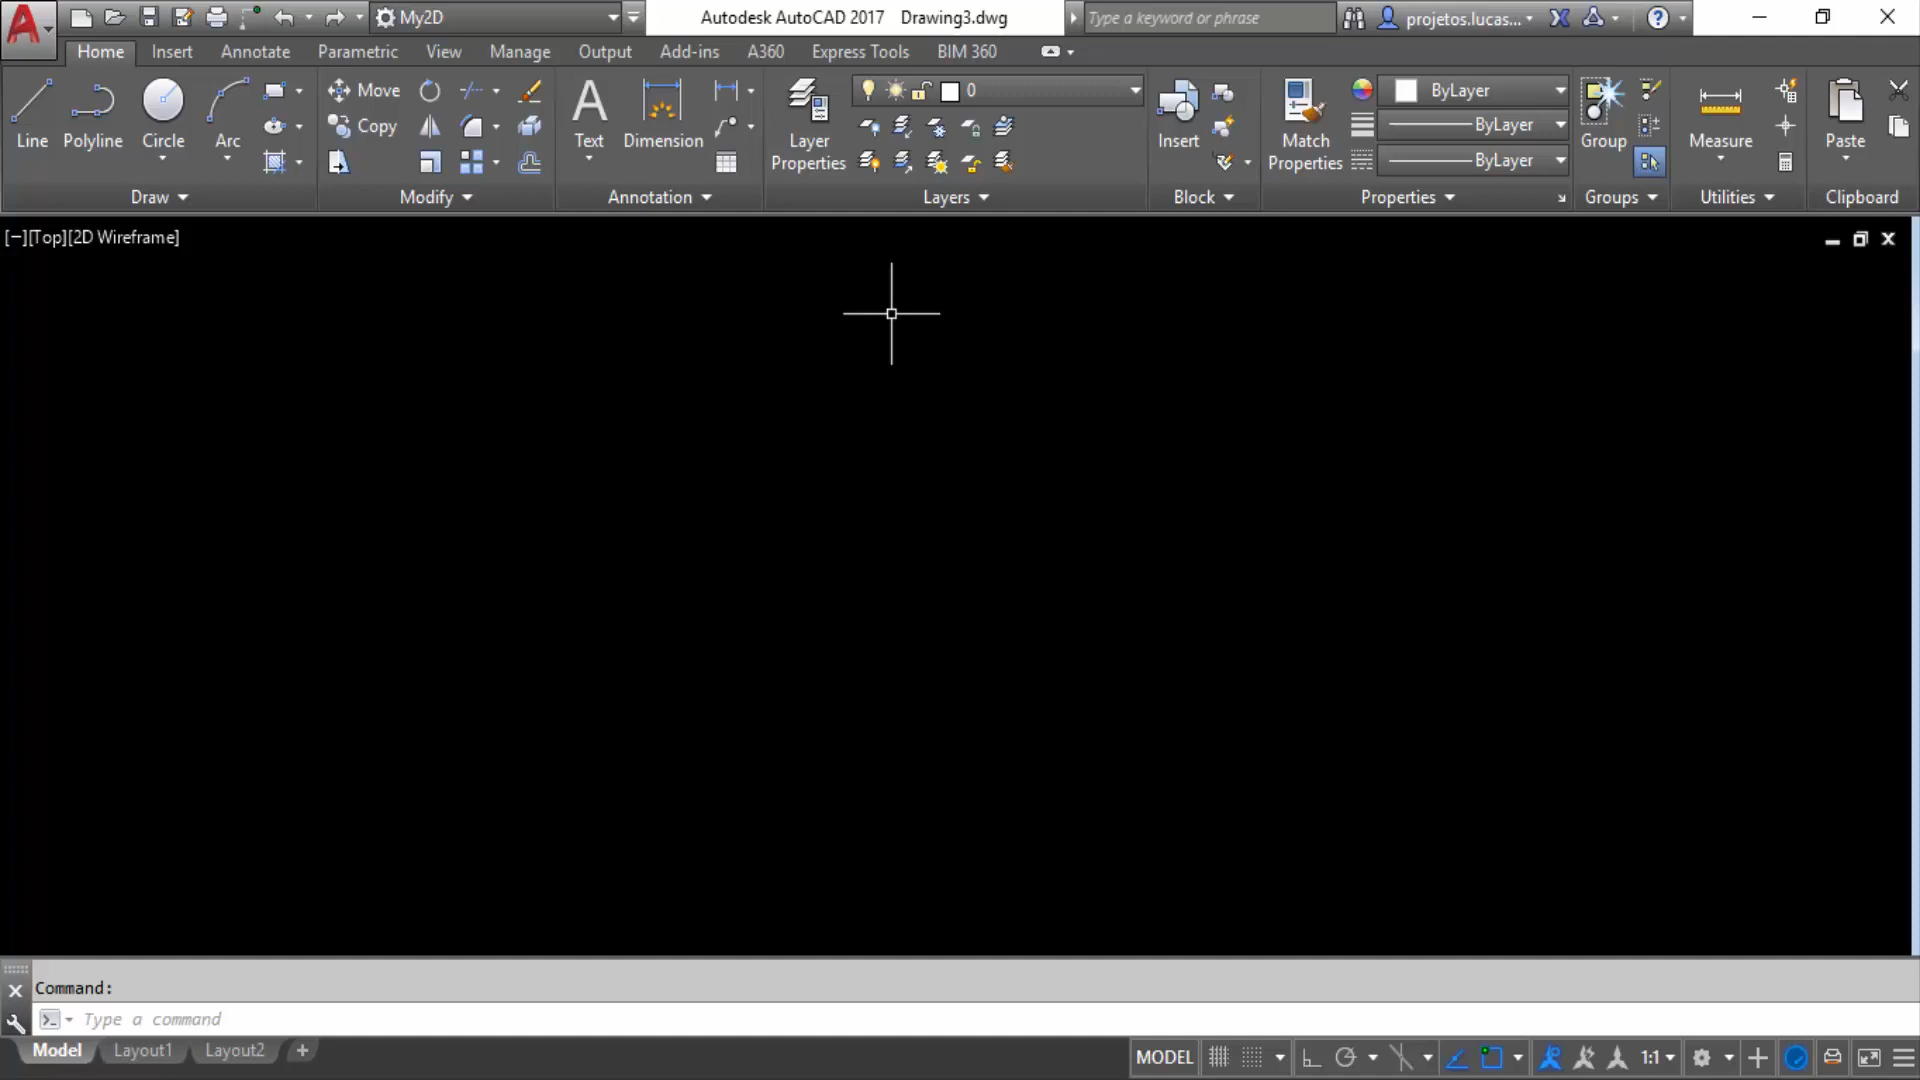 My2D
Autodesk AutoCAD 2017 Drawing3.dwg
Type a keyword or phrase
projetos.lucas...
Home Insert Annotate Parametric View Manage Output Add-ins A360 Express Tools BIM 360
Line Polyline Circle Arc
Move
Copy
Text Dimension
Layer Properties
0
Insert
Match Properties
ByLayer
ByLayer
ByLayer
Group
Measure
Paste
Draw Modify Annotation Layers Block Properties Groups Utilities Clipboard
[−][Top][2D Wireframe]
Command:
Type a command
Model Layout1 Layout2 +
MODEL 1:1